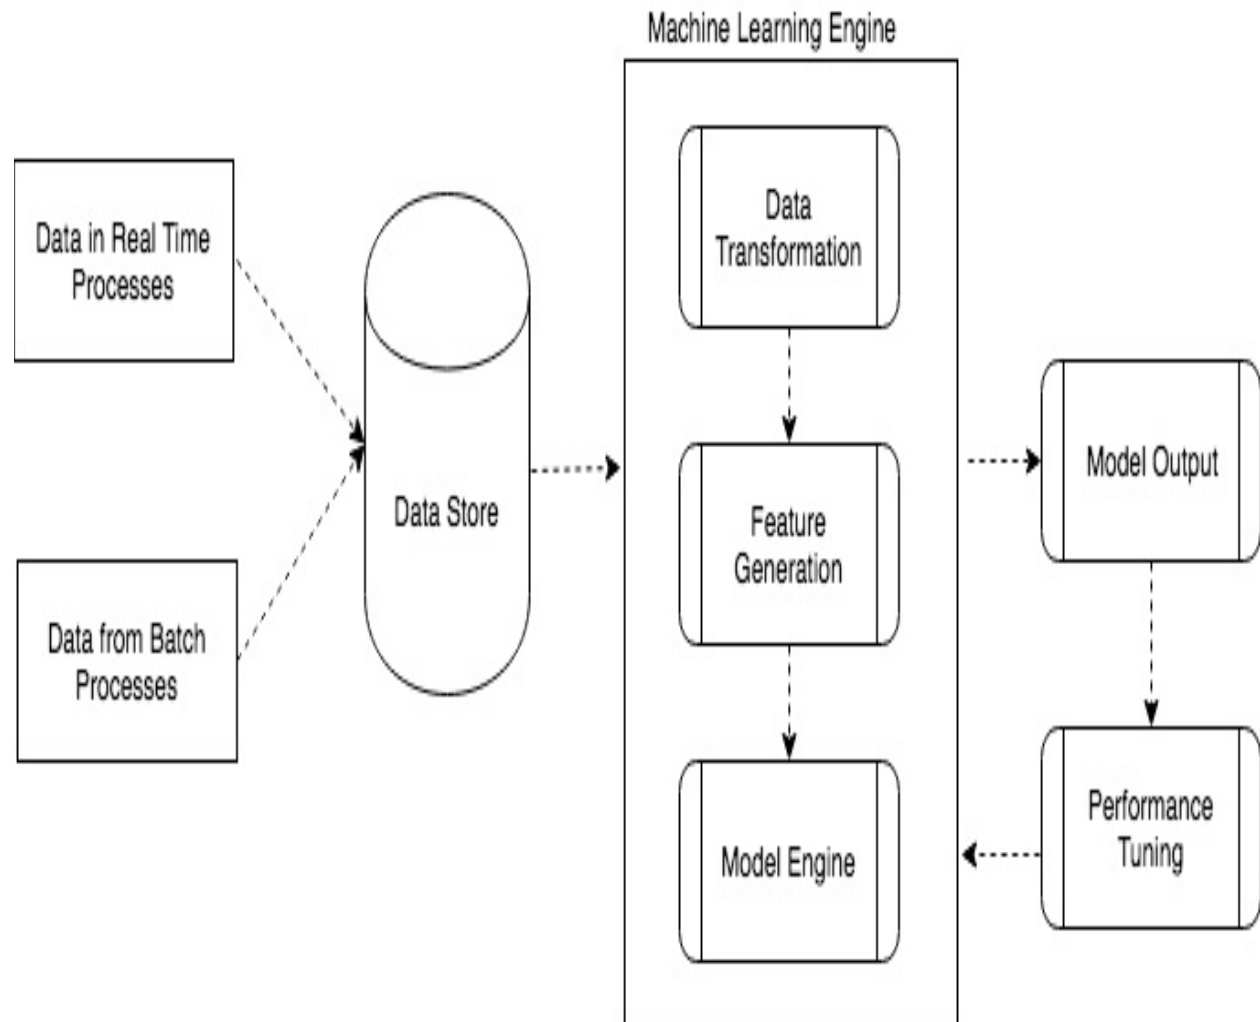 Machine Learning Engine
Data in Real Time
Processes
Data from Batch
Processes
Data Store
Data
Transformation
Feature
Generation
Model Engine
Model Output
Performance
Tuning